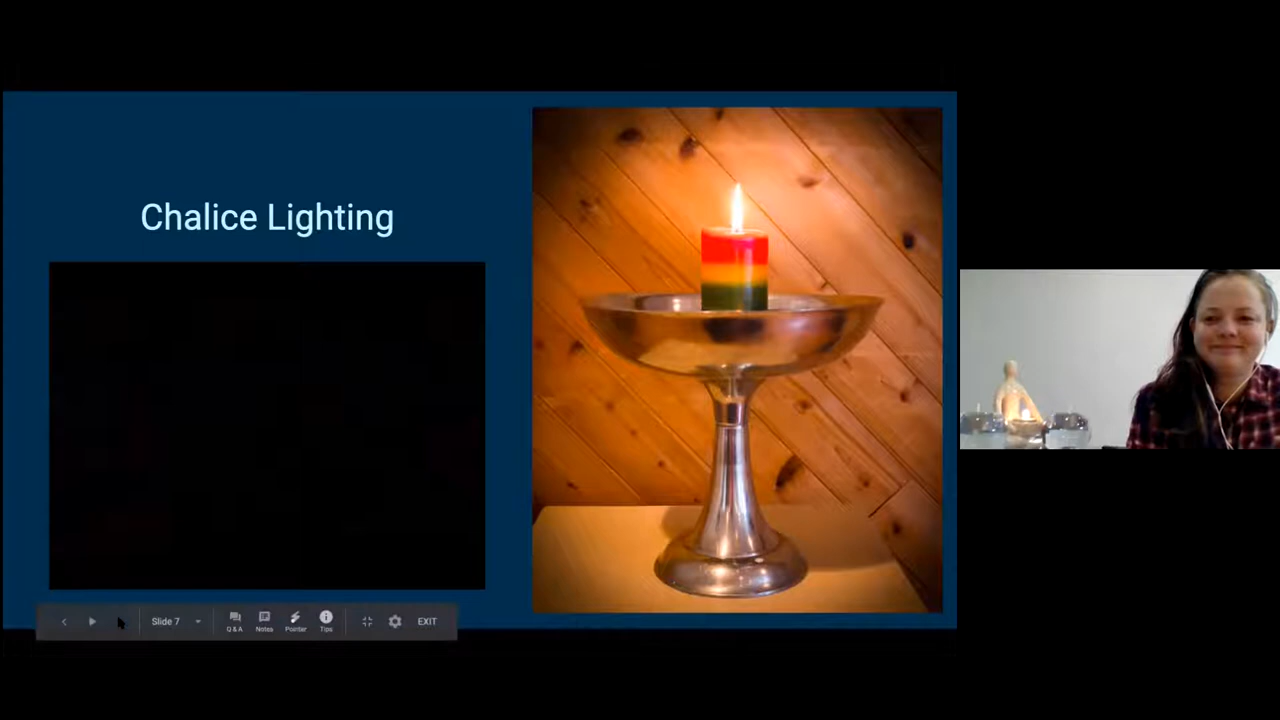 Chalice Lighting
Slide 7
Q & A
Notes
Pointer
Tips
EXIT